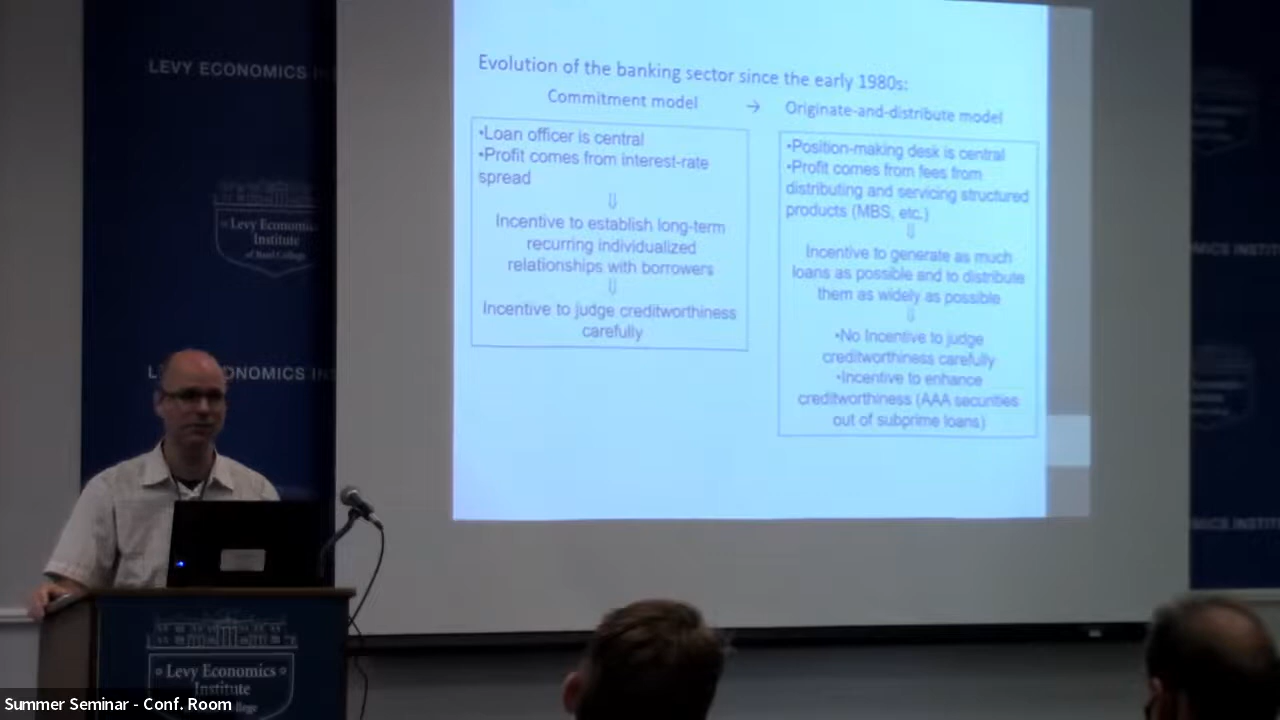 LEVY ECONOMICS IN
Levy Economics
Institute
of Bard College
LEVY ECONOMICS INS
Evolution of the banking sector since the early 1980s:
Commitment model → Originate-and-distribute model
•Loan officer is central
•Profit comes from interest-rate
spread
⇩
Incentive to establish long-term
recurring individualized
relationships with borrowers
⇩
Incentive to judge creditworthiness
carefully
•Position-making desk is central
•Profit comes from fees from
distributing and servicing structured
products (MBS, etc.)
⇩
Incentive to generate as much
loans as possible and to distribute
them as widely as possible
⇩
•No Incentive to judge
creditworthiness carefully
•Incentive to enhance
creditworthiness (AAA securities
out of subprime loans)
MICS INSTIT
Levy Economics
Institute
llege
Summer Seminar - Conf. Room